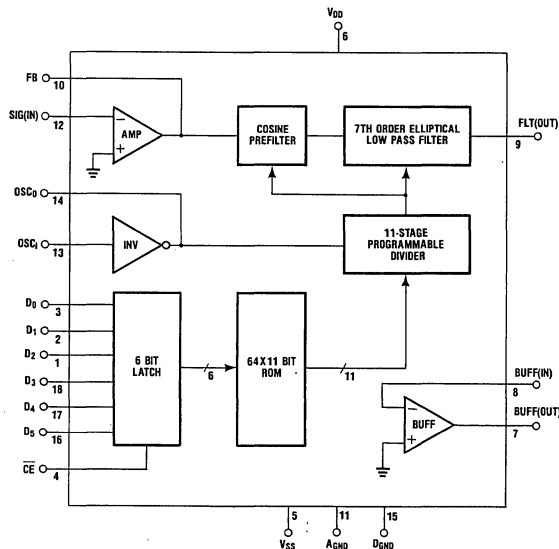 VDD
6
FB
10
SIG(IN)
12
−
+
AMP
COSINE
PREFILTER
7TH ORDER ELLIPTICAL
LOW PASS FILTER
FLT(OUT)
9
OSCO
14
OSCI
13
INV
11-STAGE
PROGRAMMABLE
DIVIDER
D0
3
D1
2
D2
1
D3
18
D4
17
D5
16
CE
4
6 BIT
LATCH
6
64X11 BIT
ROM
11
BUFF(IN)
8
−
+
BUFF
BUFF(OUT)
7
5
VSS
11
AGND
15
DGND